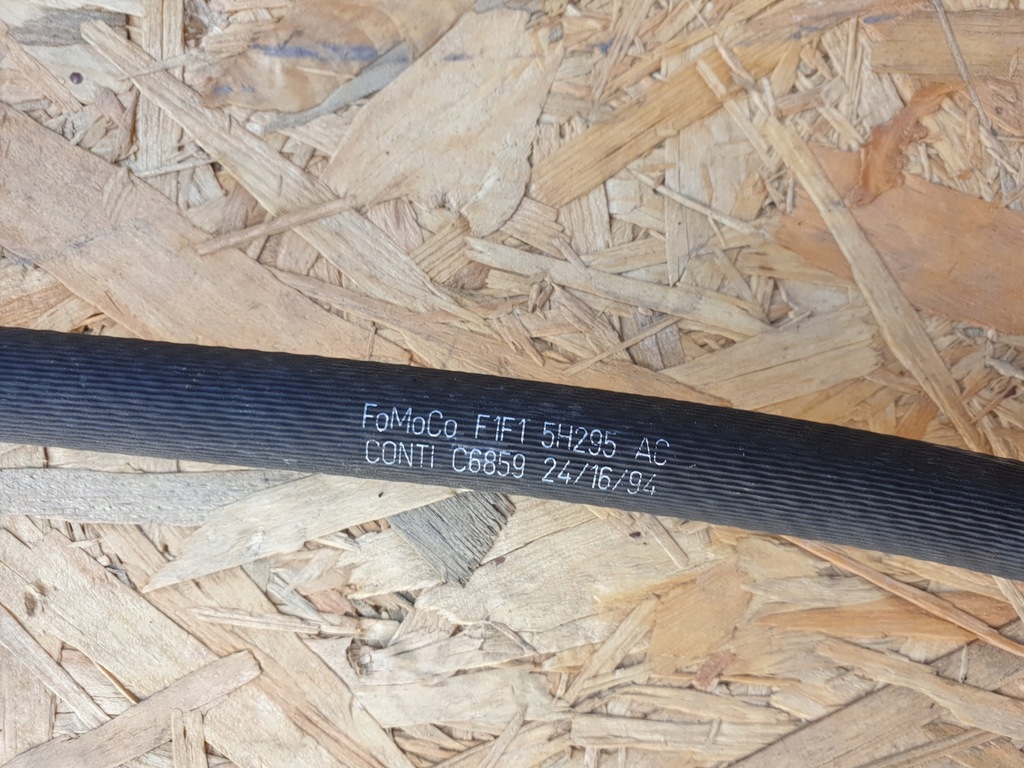 FoMoCo F1F1 5H295 AC
CONTI C6859 24/16/94